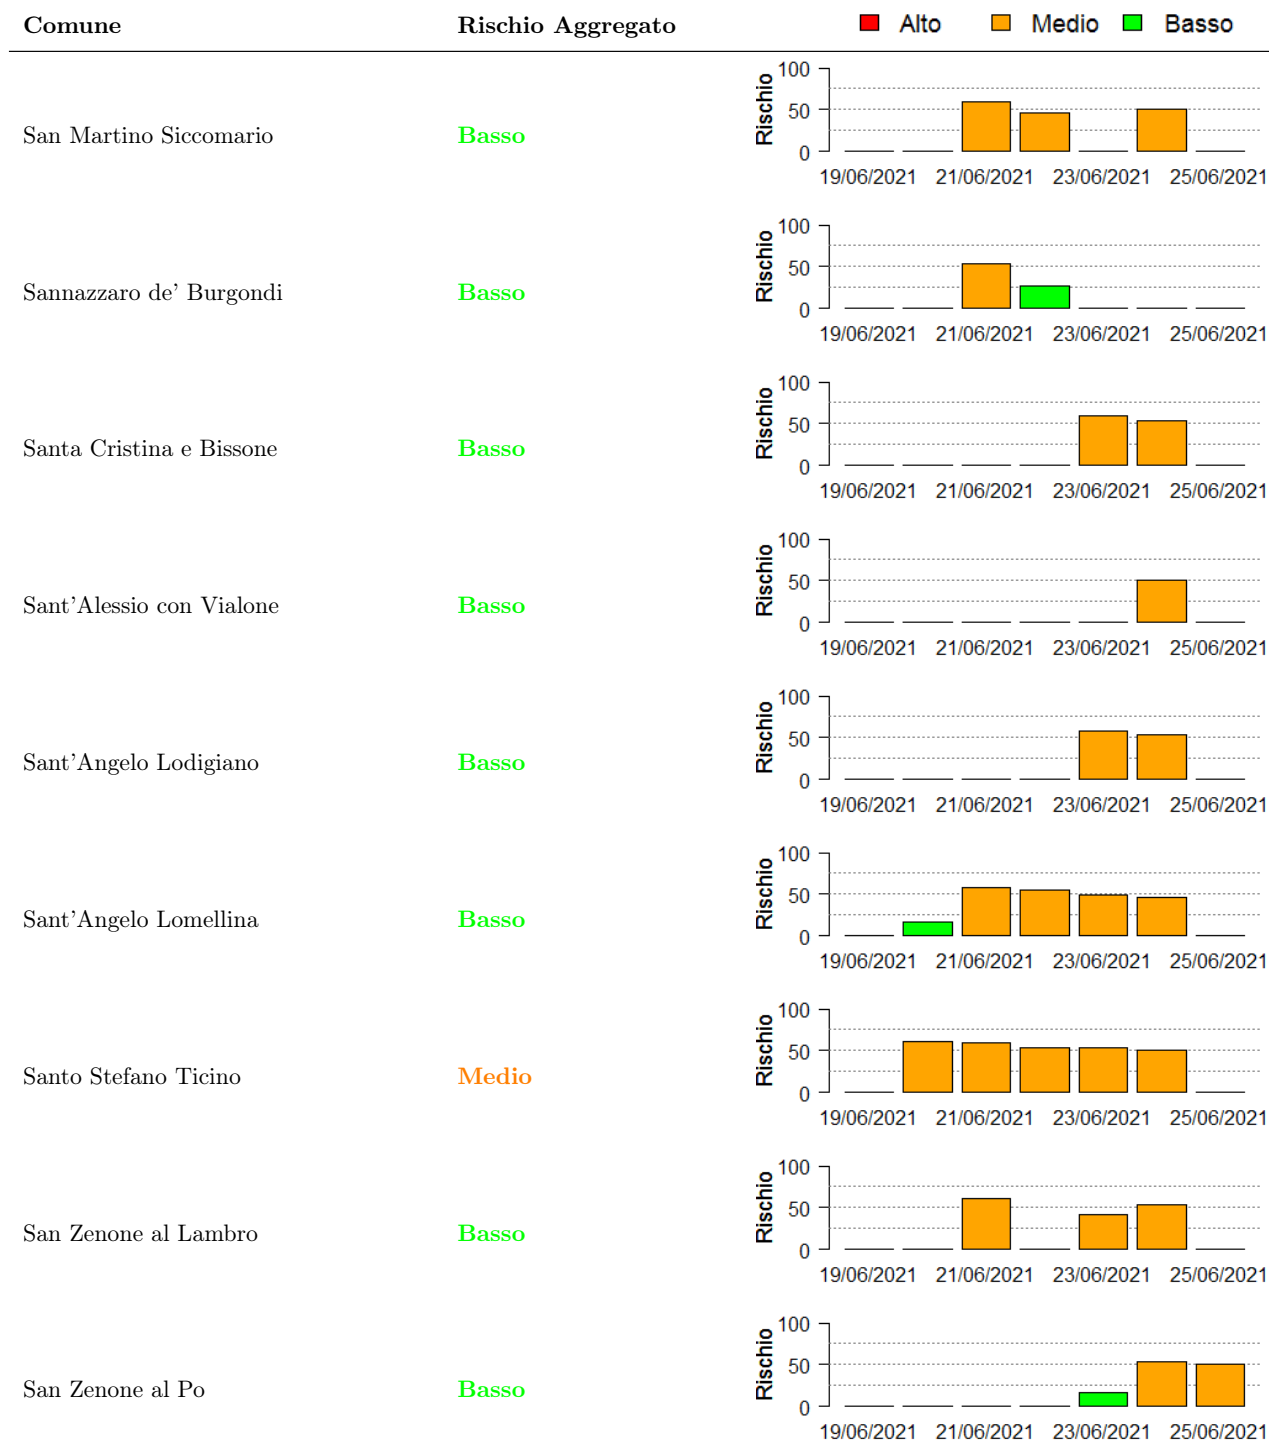 Comune Rischio Aggregato Alto Medio Basso
San Martino Siccomario Basso
Rischio
100
50
0
19/06/2021 21/06/2021 23/06/2021 25/06/2021
Sannazzaro de' Burgondi Basso
Rischio
100
50
0
19/06/2021 21/06/2021 23/06/2021 25/06/2021
Santa Cristina e Bissone Basso
Rischio
100
50
0
19/06/2021 21/06/2021 23/06/2021 25/06/2021
Sant'Alessio con Vialone Basso
Rischio
100
50
0
19/06/2021 21/06/2021 23/06/2021 25/06/2021
Sant'Angelo Lodigiano Basso
Rischio
100
50
0
19/06/2021 21/06/2021 23/06/2021 25/06/2021
Sant'Angelo Lomellina Basso
Rischio
100
50
0
19/06/2021 21/06/2021 23/06/2021 25/06/2021
Santo Stefano Ticino Medio
Rischio
100
50
0
19/06/2021 21/06/2021 23/06/2021 25/06/2021
San Zenone al Lambro Basso
Rischio
100
50
0
19/06/2021 21/06/2021 23/06/2021 25/06/2021
San Zenone al Po Basso
Rischio
100
50
0
19/06/2021 21/06/2021 23/06/2021 25/06/2021